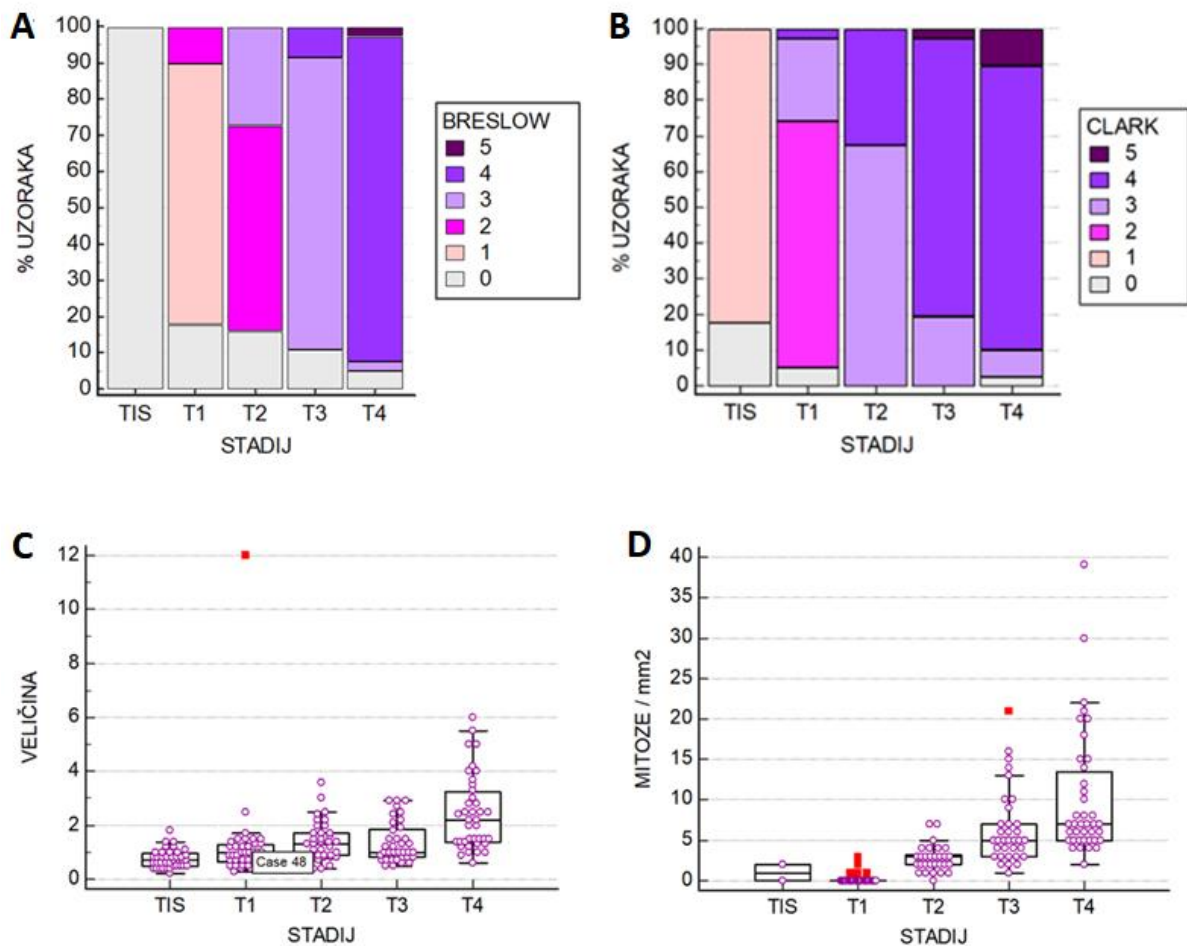 A
100
90
80
70
60
50
40
30
20
10
0
% UZORAKA
TIS T1 T2 T3 T4
STADIJ
BRESLOW
5
4
3
2
1
0
B
100
90
80
70
60
50
40
30
20
10
0
% UZORAKA
TIS T1 T2 T3 T4
STADIJ
CLARK
5
4
3
2
1
0
C
12
10
8
6
4
2
0
VELIČINA
Case 48
TIS T1 T2 T3 T4
STADIJ
D
40
35
30
25
20
15
10
5
0
MITOZE / mm2
TIS T1 T2 T3 T4
STADIJ